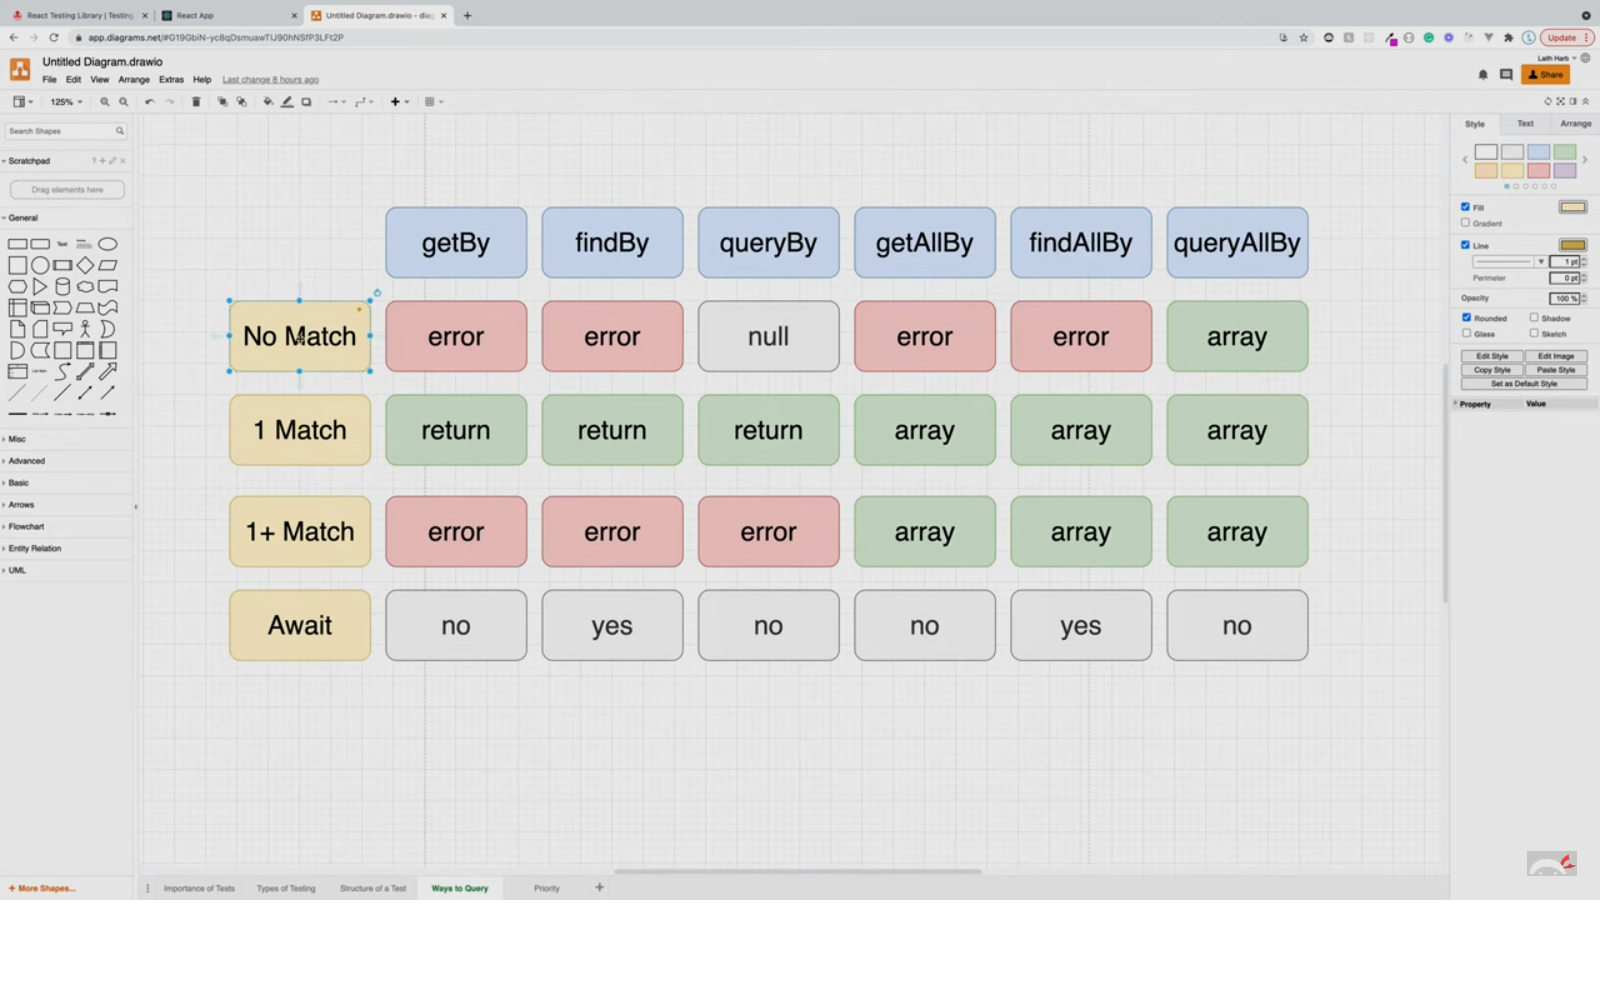 React Testing Library | Testing
React App
Untitled Diagram.drawio - diag
app.diagrams.net/#G19GbiN-yc8qDsmuawTlJ90hNSfP3LFt2P
Update
Untitled Diagram.drawio
Laith Harb
File Edit View Arrange Extras Help Last change 8 hours ago
Share
125%
Search Shapes
Style Text Arrange
Scratchpad
Drag elements here
General
Text
List Item
Misc
Advanced
Basic
Arrows
Flowchart
Entity Relation
UML
getBy findBy queryBy getAllBy findAllBy queryAllBy
No Match error error null error error array
1 Match return return return array array array
1+ Match error error error array array array
Await no yes no no yes no
Fill
Gradient
Line
1 pt
Perimeter 0 pt
Opacity 100 %
Rounded Shadow
Glass Sketch
Edit Style Edit Image
Copy Style Paste Style
Set as Default Style
Property Value
+ More Shapes...
Importance of Tests Types of Testing Structure of a Test Ways to Query Priority